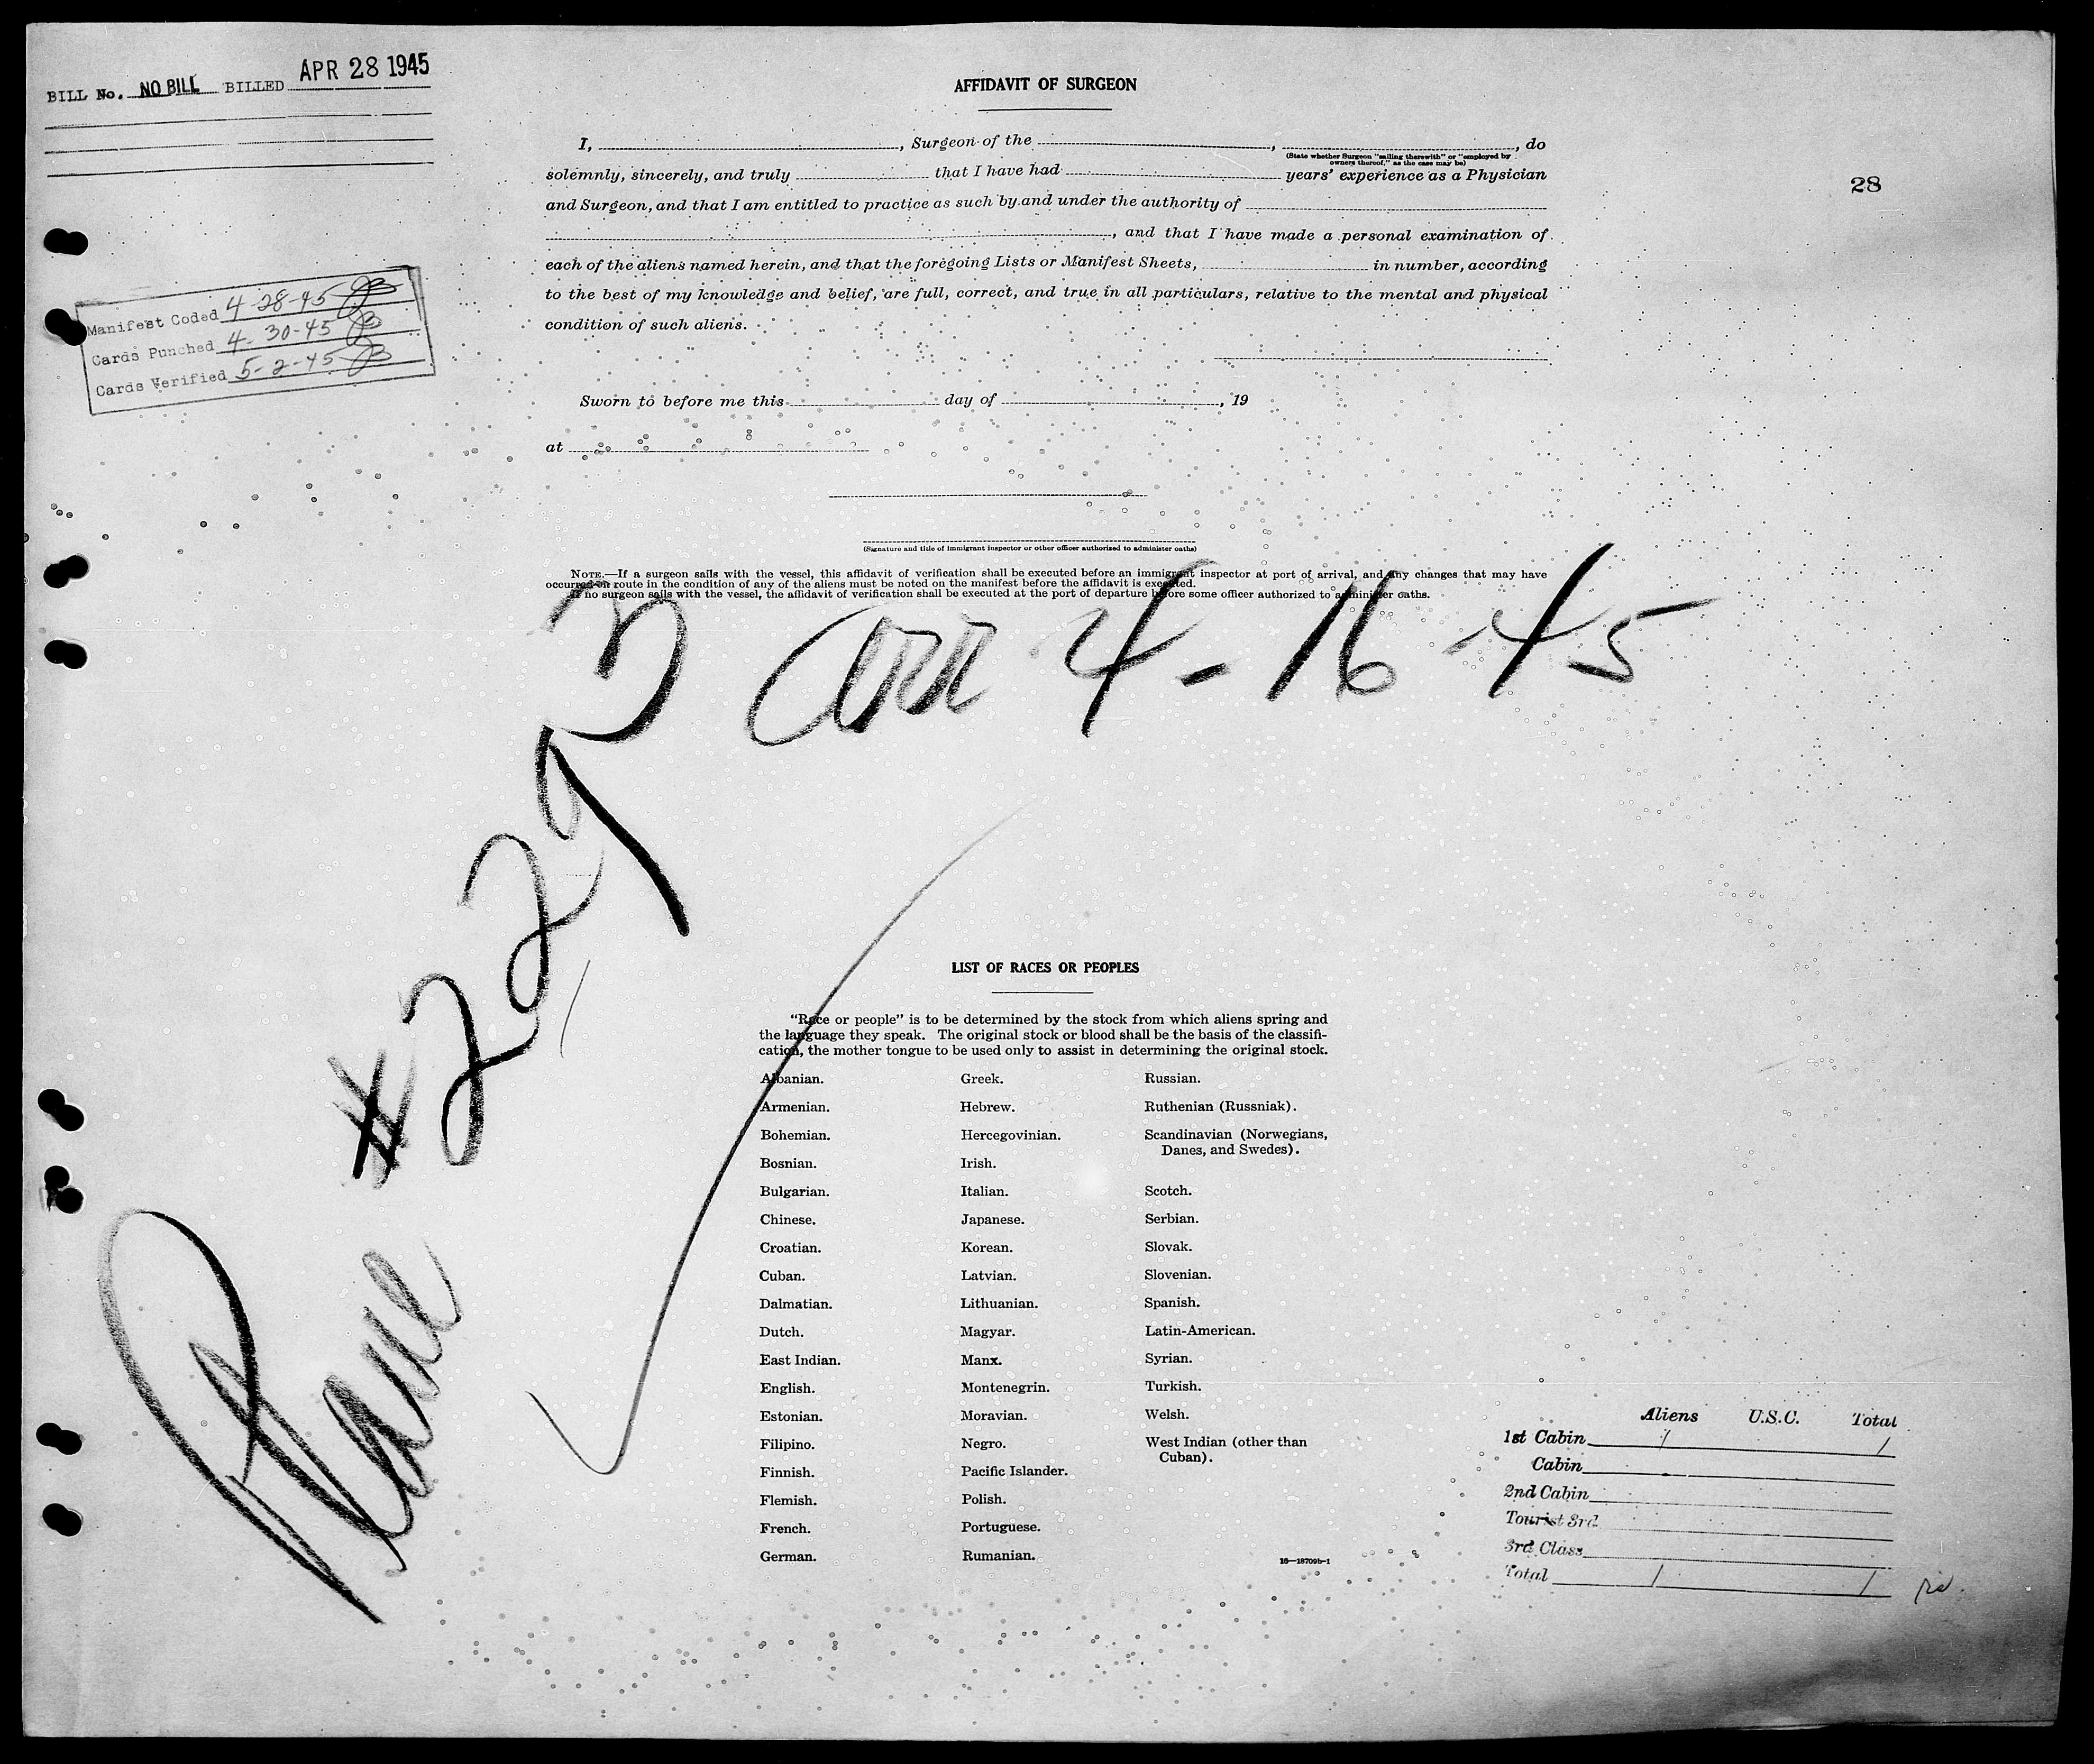 BILL No. NO BILL BILLED APR 28 1945
AFFIDAVIT OF SURGEON
I, , Surgeon of the , , do
(State whether Surgeon "sailing therewith" or "employed by
owners thereof," as the case may be)
solemnly, sincerely, and truly that I have had years' experience as a Physician
28
and Surgeon, and that I am entitled to practice as such by and under the authority of
, and that I have made a personal examination of
each of the aliens named herein, and that the foregoing Lists or Manifest Sheets, in number, according
to the best of my knowledge and belief, are full, correct, and true in all particulars, relative to the mental and physical
condition of such aliens.
Manifest Coded 4-28-45 JB
Cards Punched 4-30-45 JB
Cards Verified 5-2-45 JB
Sworn to before me this day of , 19
at
(Signature and title of immigrant inspector or other officer authorized to administer oaths)
NOTE.—If a surgeon sails with the vessel, this affidavit of verification shall be executed before an immigrant inspector at port of arrival, and any changes that may have
occurred en route in the condition of any of the aliens must be noted on the manifest before the affidavit is executed.
If no surgeon sails with the vessel, the affidavit of verification shall be executed at the port of departure before some officer authorized to administer oaths.
arr 4-16-45
Plane #2295
LIST OF RACES OR PEOPLES
"Race or people" is to be determined by the stock from which aliens spring and
the language they speak. The original stock or blood shall be the basis of the classifi-
cation, the mother tongue to be used only to assist in determining the original stock.
Albanian. Greek. Russian.
Armenian. Hebrew. Ruthenian (Russniak).
Bohemian. Hercegovinian. Scandinavian (Norwegians,
Danes, and Swedes).
Bosnian. Irish.
Bulgarian. Italian. Scotch.
Chinese. Japanese. Serbian.
Croatian. Korean. Slovak.
Cuban. Latvian. Slovenian.
Dalmatian. Lithuanian. Spanish.
Dutch. Magyar. Latin-American.
East Indian. Manx. Syrian.
English. Montenegrin. Turkish.
Estonian. Moravian. Welsh.
Filipino. Negro. West Indian (other than
Cuban).
Finnish. Pacific Islander.
Flemish. Polish.
French. Portuguese.
German. Rumanian.
16—18709b-1
Aliens U.S.C. Total
1st Cabin 1 1
Cabin
2nd Cabin
Tourist 3rd
3rd Class
Total 1 1